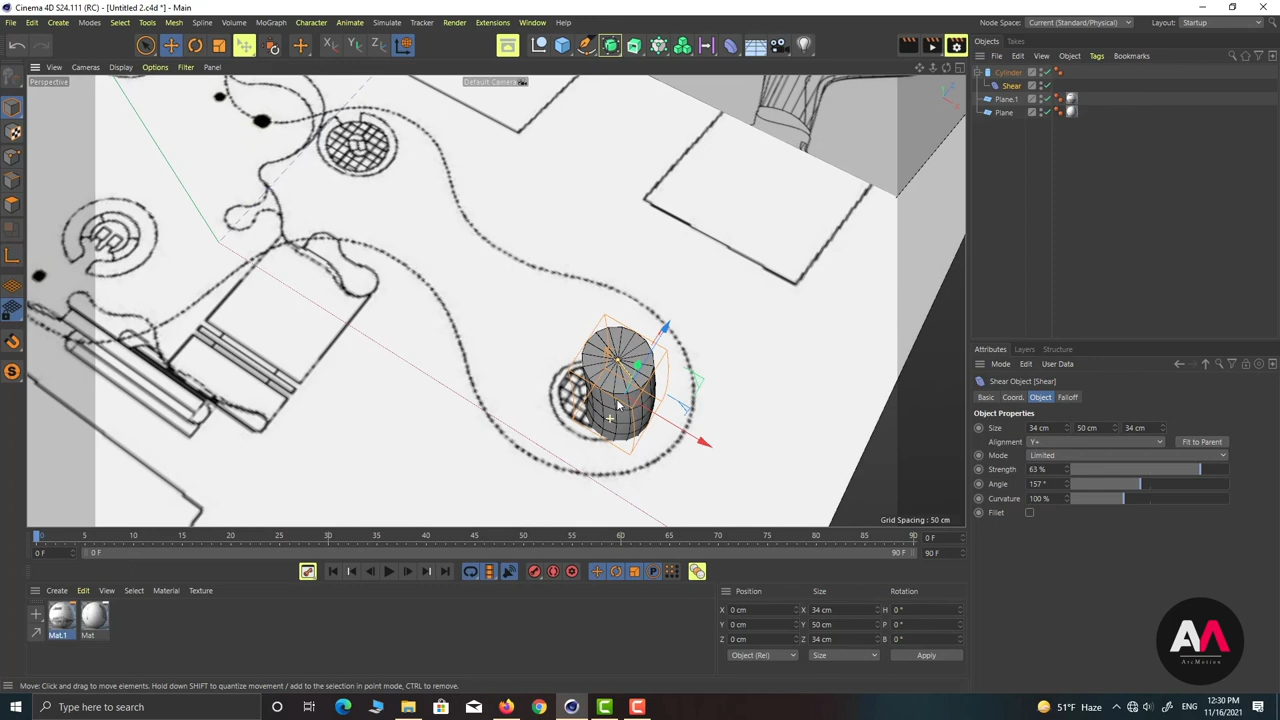 Cinema 4D S24.111 (RC) - [Untitled 2.c4d *] - Main
File Edit Create Modes Select Tools Mesh Spline Volume MoGraph Character Animate Simulate Tracker Render Extensions Window Help Node Space: Current (Standard/Physical) Layout: Startup
X Y Z
Objects Takes
File Edit View Object Tags Bookmarks
View Cameras Display Options Filter Panel
Perspective
Default Camera
Cylinder
Shear
Plane.1
Plane
Attributes Layers Structure
Mode Edit User Data
Shear Object [Shear]
Basic Coord. Object Falloff
Object Properties
Size 34 cm 50 cm 34 cm
Alignment Y+ Fit to Parent
Mode Limited
Strength 63 %
Angle 157 °
Curvature 100 %
Fillet
Grid Spacing : 50 cm
0 5 10 15 20 25 30 35 40 45 50 55 60 65 70 75 80 85 90 0 F
0 F 0 F 90 F 90 F
Create Edit View Select Material Texture
Mat.1 Mat
Position Size Rotation
X 0 cm X 34 cm H 0 °
Y 0 cm Y 50 cm P 0 °
Z 0 cm Z 34 cm B 0 °
Object (Rel) Size Apply
ArcMotion
Move: Click and drag to move elements. Hold down SHIFT to quantize movement / add to the selection in point mode, CTRL to remove.
Type here to search
51°F Haze
12:30 PM
11/16/2021